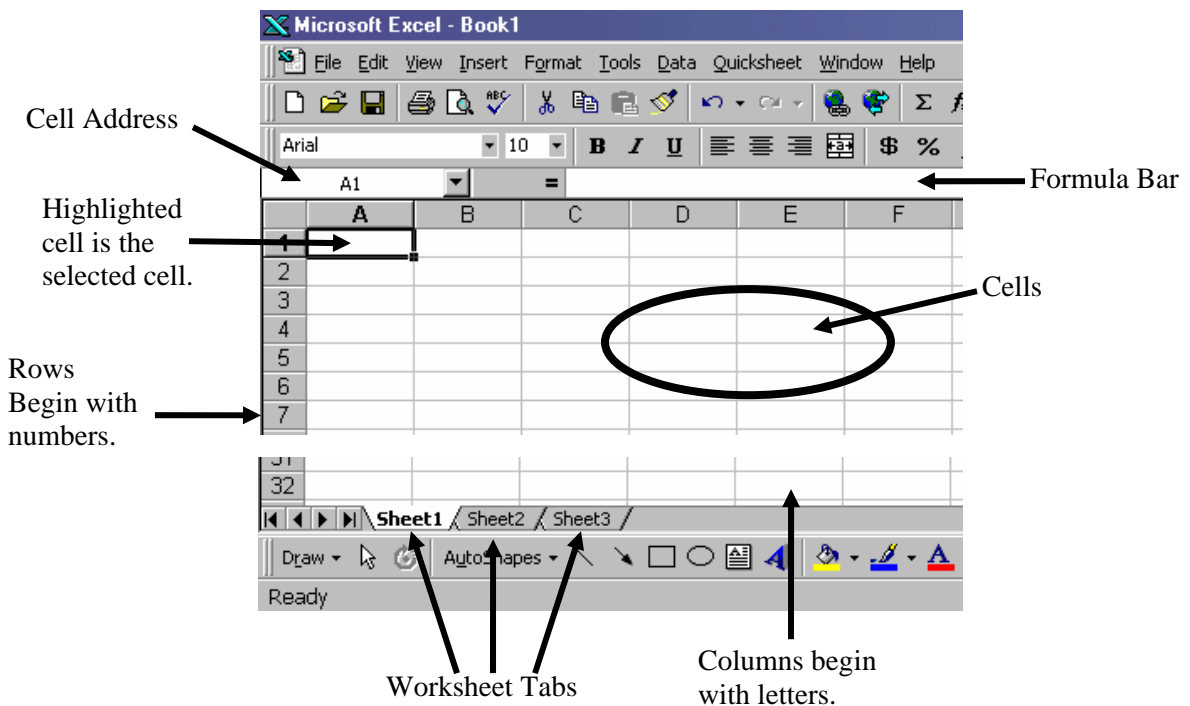 Microsoft Excel - Book1
File Edit View Insert Format Tools Data Quicksheet Window Help
ABC
Σ
Cell Address
Arial 10 B I U a $ %
A1 =
Formula Bar
A B C D E F
Highlighted
cell is the
selected cell.
1
2
3
4
5
6
7
Cells
Rows
Begin with
numbers.
32
Sheet1 Sheet2 Sheet3
Draw AutoShapes A A
Ready
Worksheet Tabs
Columns begin
with letters.